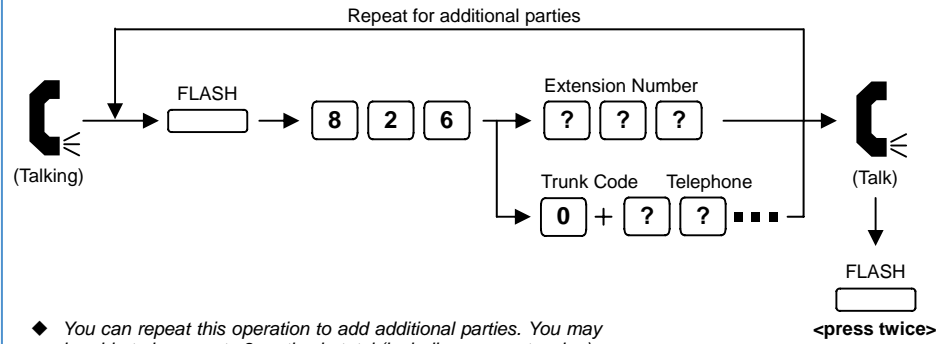 Repeat for additional parties
FLASH
8 2 6
Extension Number
? ? ?
(Talking)
Trunk Code Telephone
0 + ? ?
(Talk)
FLASH
<press twice>
◆ You can repeat this operation to add additional parties. You may